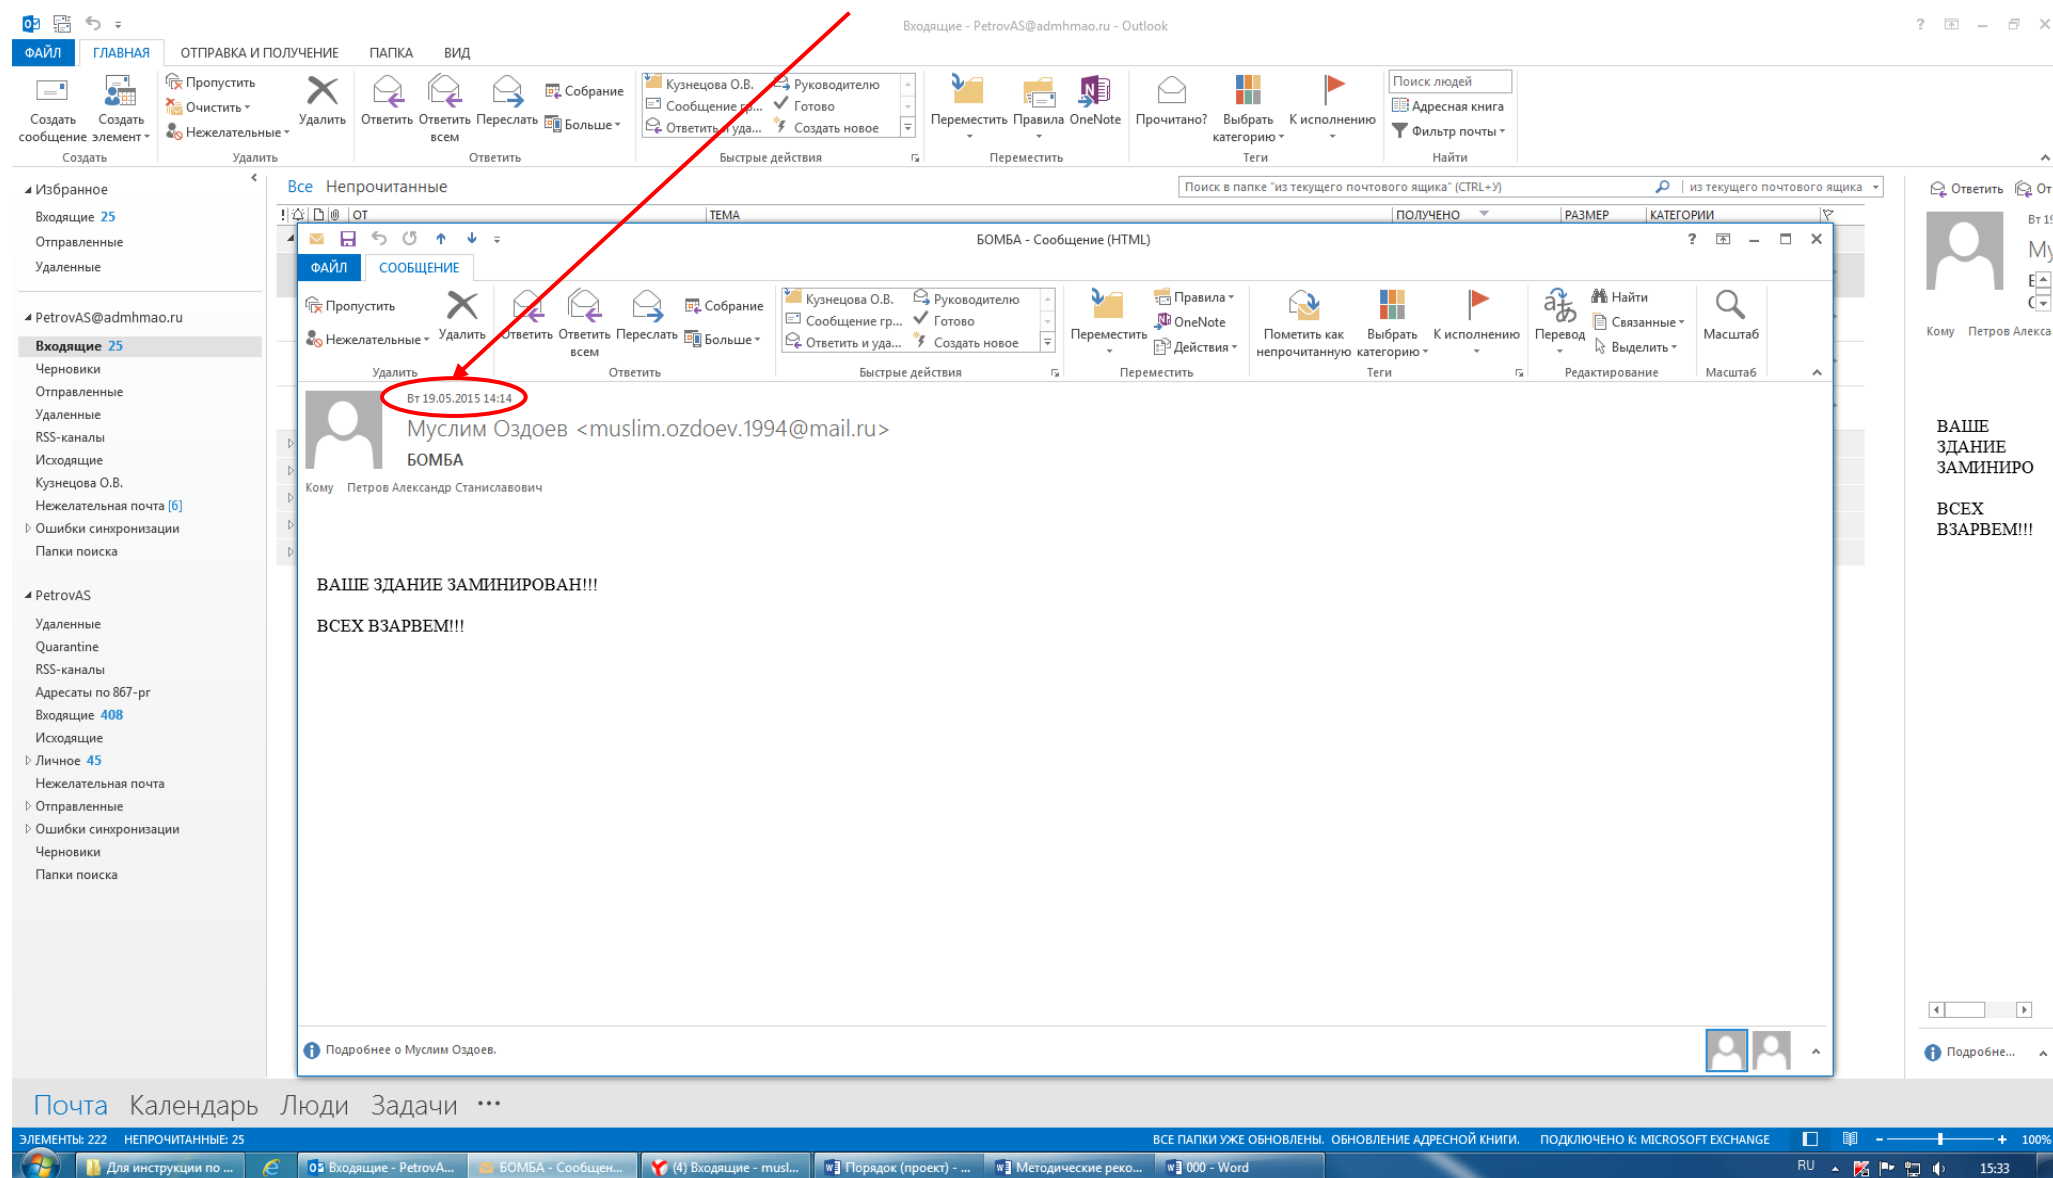 Входящие - PetrovAS@admhmao.ru - Outlook
ФАЙЛ ГЛАВНАЯ ОТПРАВКА И ПОЛУЧЕНИЕ ПАПКА ВИД
Создать сообщение
Создать элемент
Пропустить
Очистить
Нежелательные
Удалить
Ответить
Ответить всем
Переслать
Собрание
Больше
Кузнецова О.В.
Сообщение гр...
Ответить и уда...
Руководителю
Готово
Создать новое
Переместить
Правила
OneNote
Прочитано?
Выбрать категорию
К исполнению
Поиск людей
Адресная книга
Фильтр почты
Создать Удалить Ответить Быстрые действия Переместить Теги Найти
Избранное
Входящие 25
Отправленные
Удаленные
PetrovAS@admhmao.ru
Входящие 25
Черновики
Отправленные
Удаленные
RSS-каналы
Исходящие
Кузнецова О.В.
Нежелательная почта [6]
Ошибки синхронизации
Папки поиска
PetrovAS
Удаленные
Quarantine
RSS-каналы
Адресаты по 867-рг
Входящие 408
Исходящие
Личное 45
Нежелательная почта
Отправленные
Ошибки синхронизации
Черновики
Папки поиска
Все Непрочитанные
Поиск в папке "из текущего почтового ящика" (CTRL+У)
из текущего почтового ящика
ОТ ТЕМА ПОЛУЧЕНО РАЗМЕР КАТЕГОРИИ
БОМБА - Сообщение (HTML)
ФАЙЛ СООБЩЕНИЕ
Пропустить
Нежелательные
Удалить
Ответить
Ответить всем
Переслать
Собрание
Больше
Кузнецова О.В.
Сообщение гр...
Ответить и уда...
Руководителю
Готово
Создать новое
Переместить
Правила
OneNote
Действия
Пометить как непрочитанную
Выбрать категорию
К исполнению
Перевод
Найти
Связанные
Выделить
Масштаб
Удалить Ответить Быстрые действия Переместить Теги Редактирование Масштаб
Вт 19.05.2015 14:14
Муслим Оздоев <muslim.ozdoev.1994@mail.ru>
БОМБА
Кому Петров Александр Станиславович
ВАШЕ ЗДАНИЕ ЗАМИНИРОВАН!!!
ВСЕХ ВЗАРВЕМ!!!
Подробнее о Муслим Оздоев.
Ответить От
Вт 19
Му
Кому Петров Алекса
ВАШЕ
ЗДАНИЕ
ЗАМИНИРО
ВСЕХ
ВЗАРВЕМ!!!
Подробне...
Почта Календарь Люди Задачи ...
ЭЛЕМЕНТЫ: 222 НЕПРОЧИТАННЫЕ: 25
ВСЕ ПАПКИ УЖЕ ОБНОВЛЕНЫ. ОБНОВЛЕНИЕ АДРЕСНОЙ КНИГИ. ПОДКЛЮЧЕНО К: MICROSOFT EXCHANGE 100%
Для инструкции по ...
Входящие - PetrovA...
БОМБА - Сообщен...
(4) Входящие - musl...
Порядок (проект) - ...
Методические реко...
000 - Word
RU 15:33